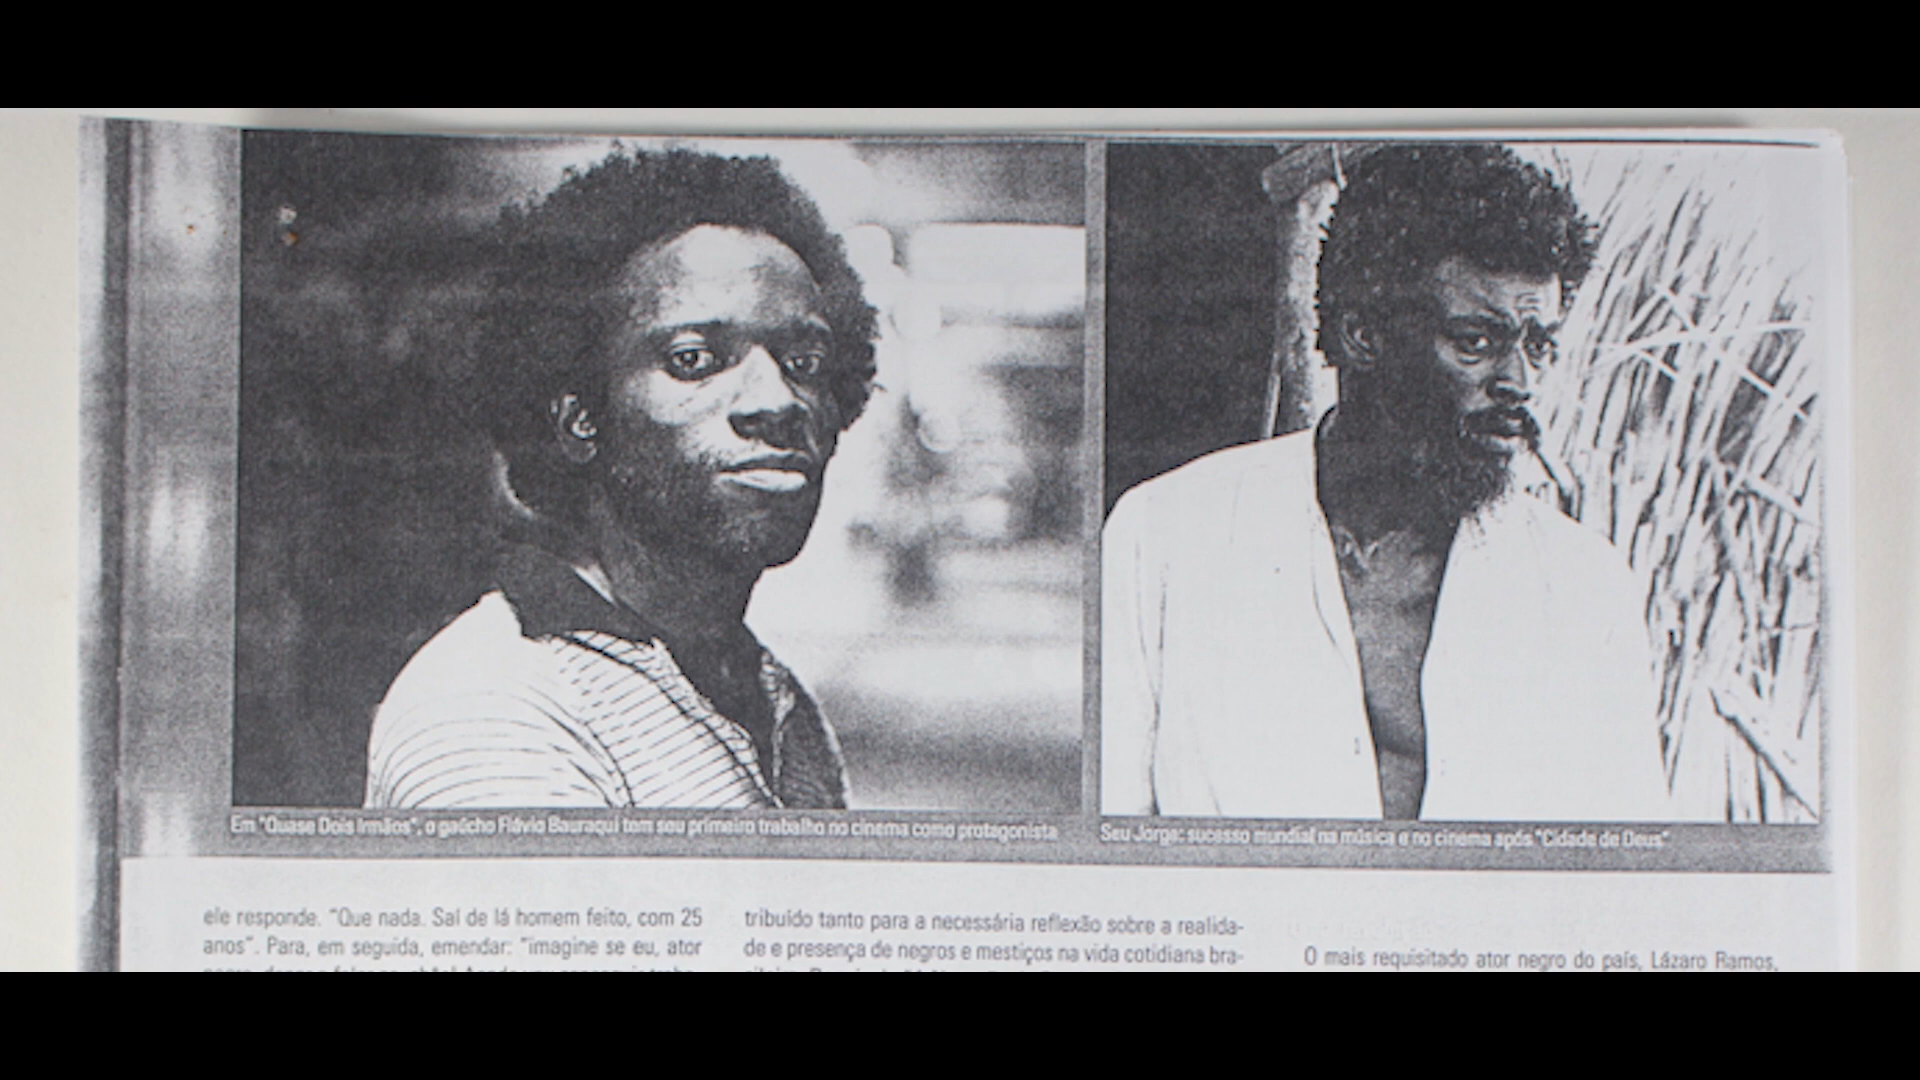 Em "Quase Dois Irmãos", o gaúcho Flávio Bauraqui tem seu primeiro trabalho no cinema como protagonista
Seu Jorge: sucesso mundial na música e no cinema após "Cidade de Deus"
ele responde. "Que nada. Saí de lá homem feito, com 25
anos". Para, em seguida, emendar: "imagine se eu, ator
tribuído tanto para a necessária reflexão sobre a realida-
de e presença de negros e mestiços na vida cotidiana bra-
O mais requisitado ator negro do país, Lázaro Ramos,